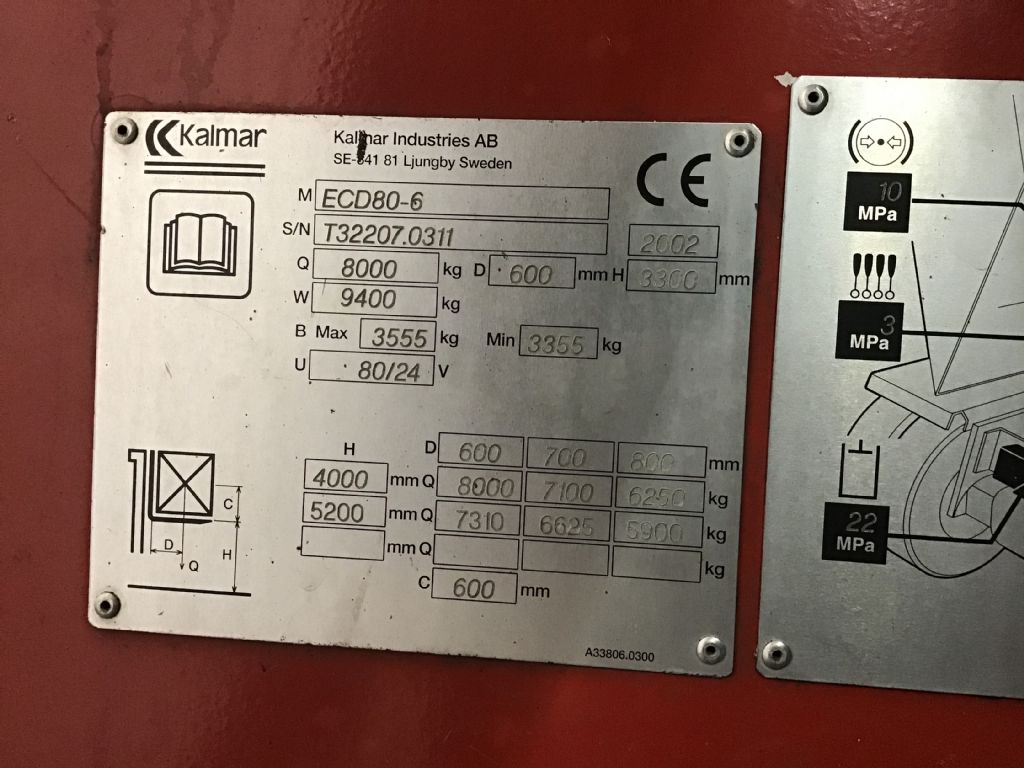 Kalmar
Kalmar Industries AB
SE-341 81 Ljungby Sweden
CE
M ECD80-6
S/N T32207.0311 2002
Q 8000 kg D 600 mm H 3300 mm
W 9400 kg
B Max 3555 kg Min 3355 kg
U 80/24 V
H D 600 700 800 mm
4000 mm Q 8000 7100 6250 kg
5200 mm Q 7310 6625 5900 kg
mm Q kg
C 600 mm
C
D H
Q
A33806.0300
10
MPa
3
MPa
22
MPa